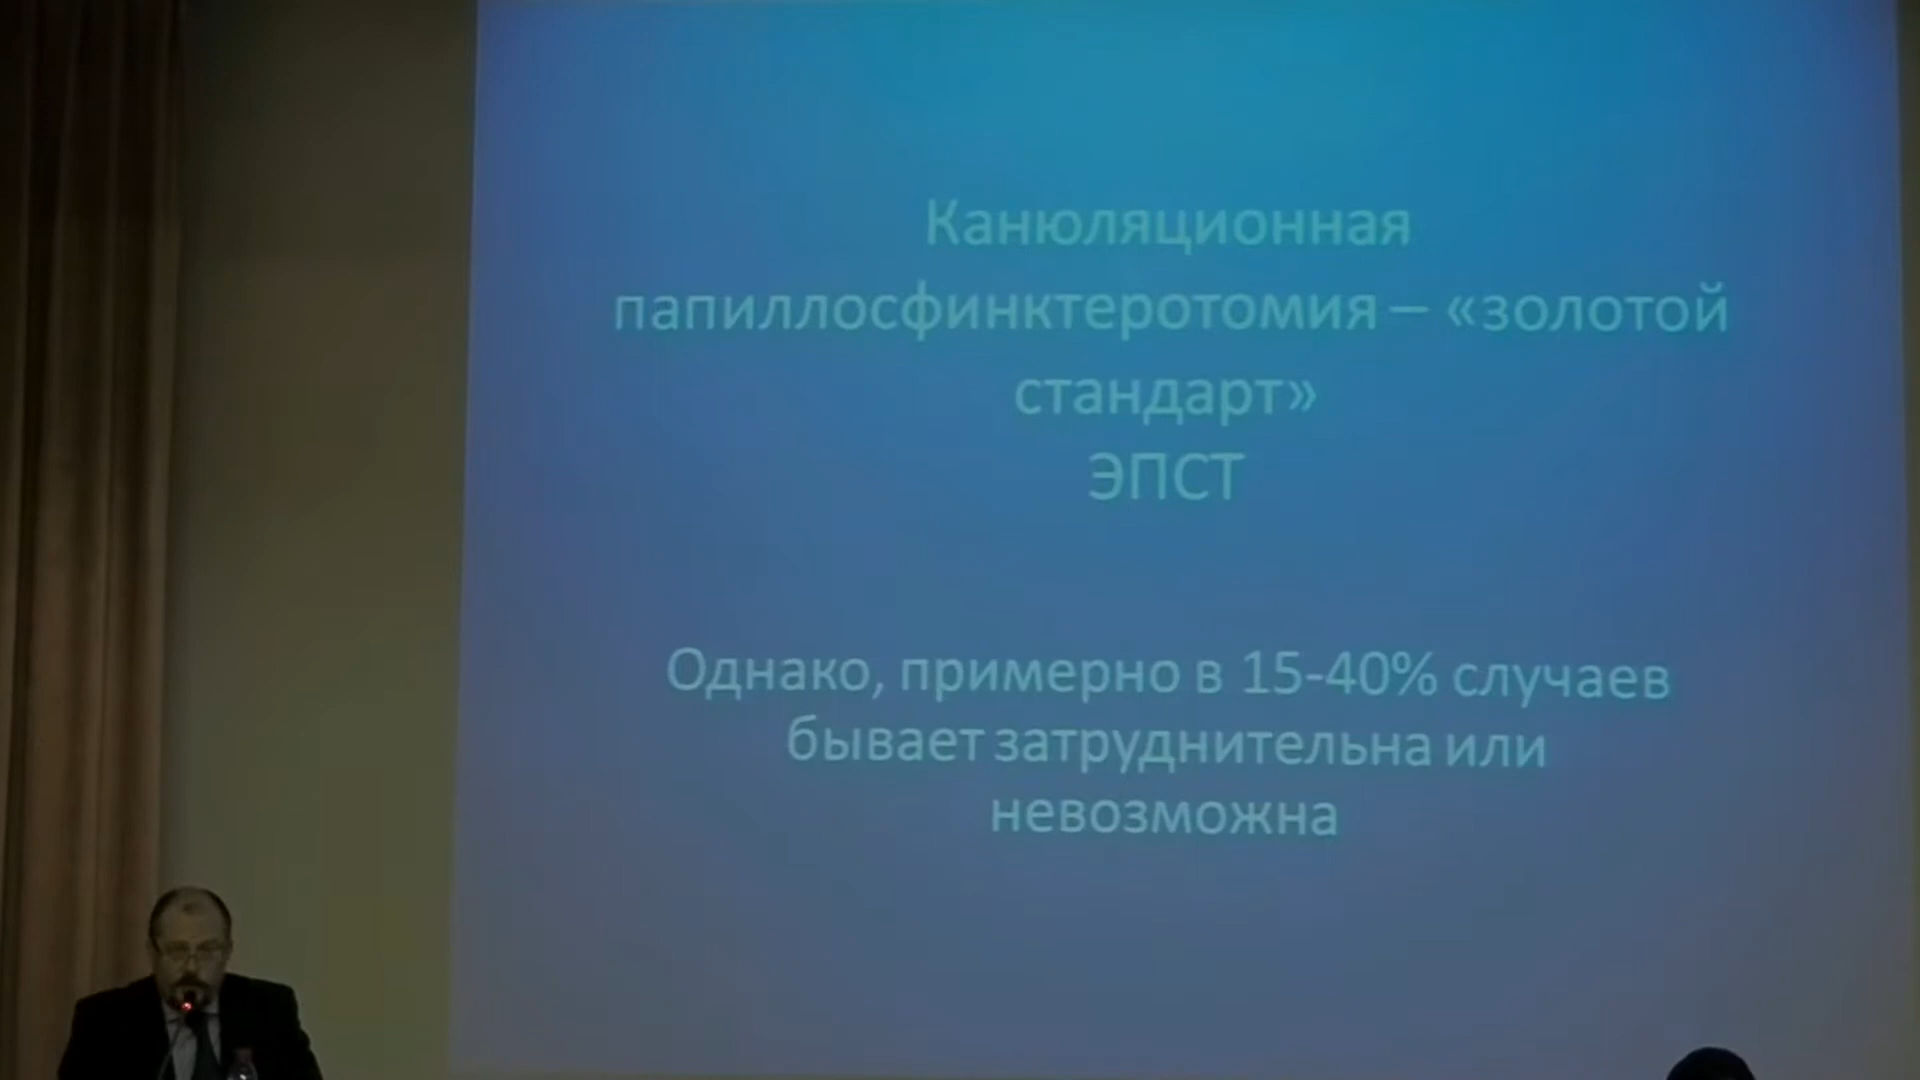 Канюляционная
папиллосфинктеротомия – «золотой
стандарт»
ЭПСТ
Однако, примерно в 15-40% случаев
бывает затруднительна или
невозможна